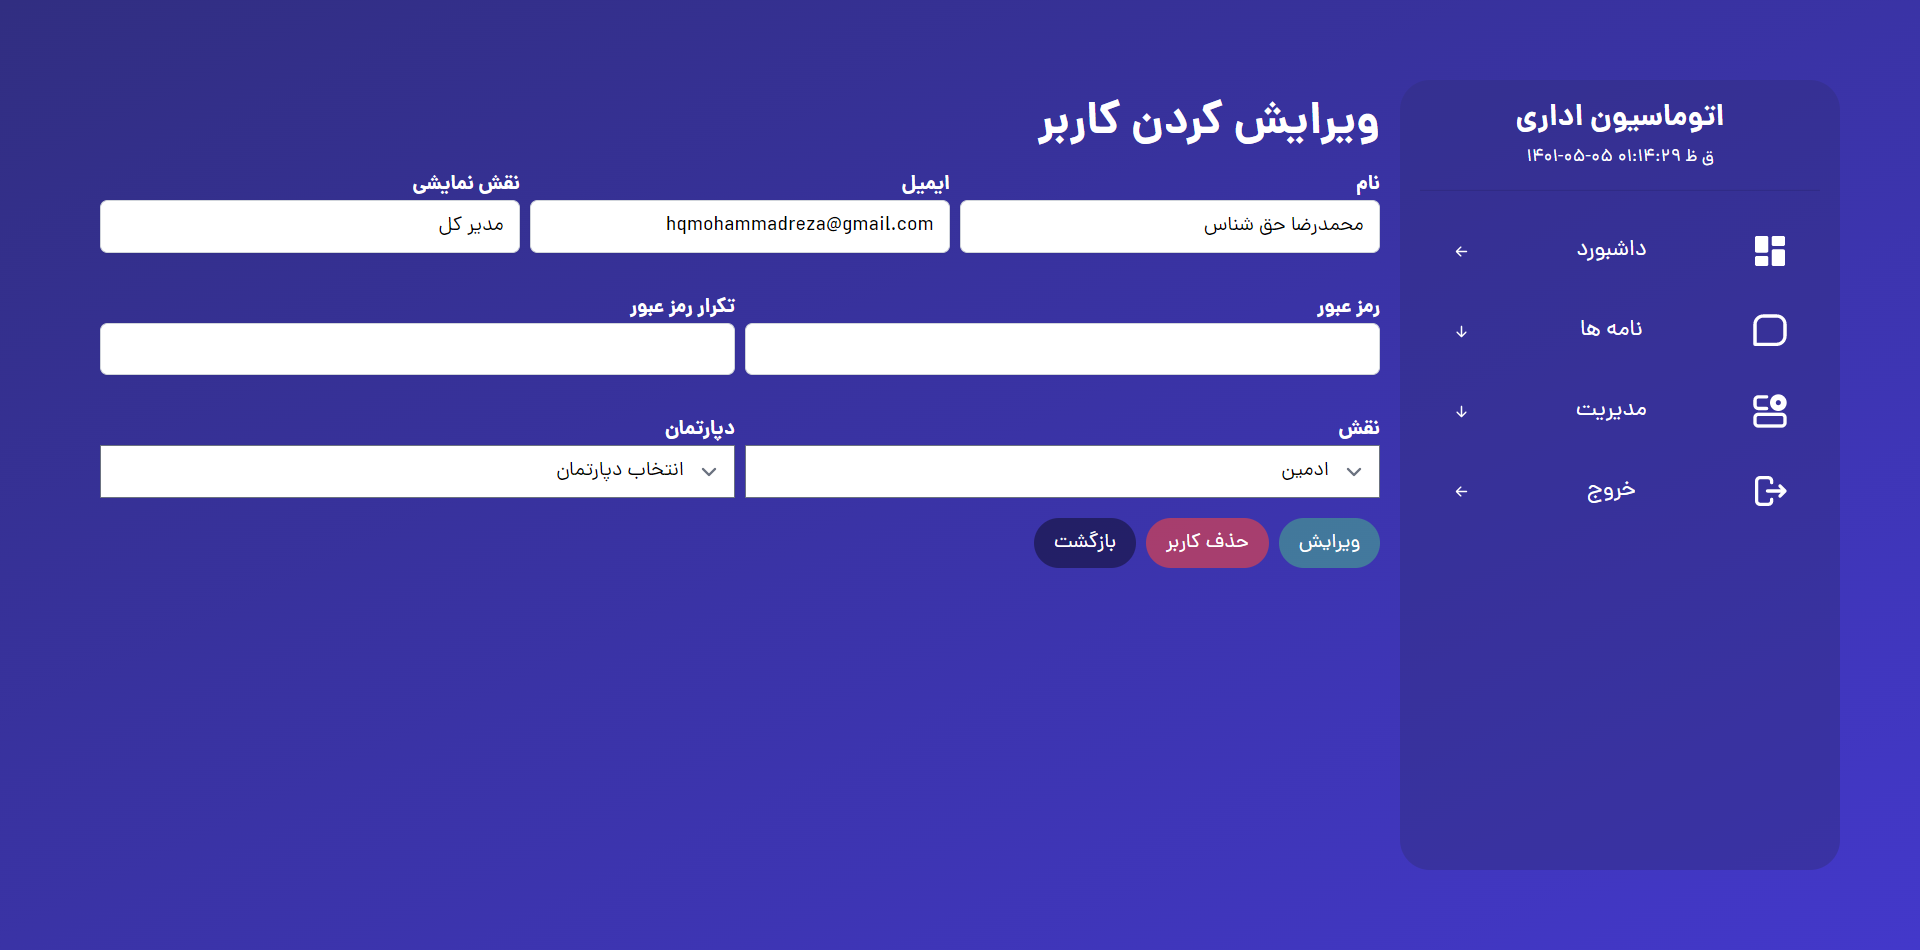 اتوماسیون اداری
۱۴۰۱-۰۵-۰۵ ۰۱:۱۴:۲۹ ق ظ
داشبورد
نامه ها
مدیریت
خروج
ویرایش کردن کاربر
نام
ایمیل
نقش نمایشی
محمدرضا حق شناس
hqmohammadreza@gmail.com
مدیر کل
رمز عبور
تکرار رمز عبور
نقش
دپارتمان
ادمین
انتخاب دپارتمان
ویرایش
حذف کاربر
بازگشت